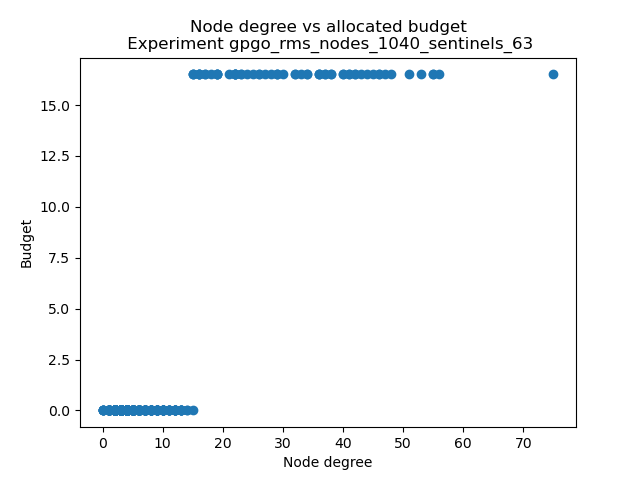 Node degree vs allocated budget
Experiment gpgo_rms_nodes_1040_sentinels_63
15.0
12.5
10.0
7.5
5.0
2.5
0.0
Budget
0 10 20 30 40 50 60 70
Node degree